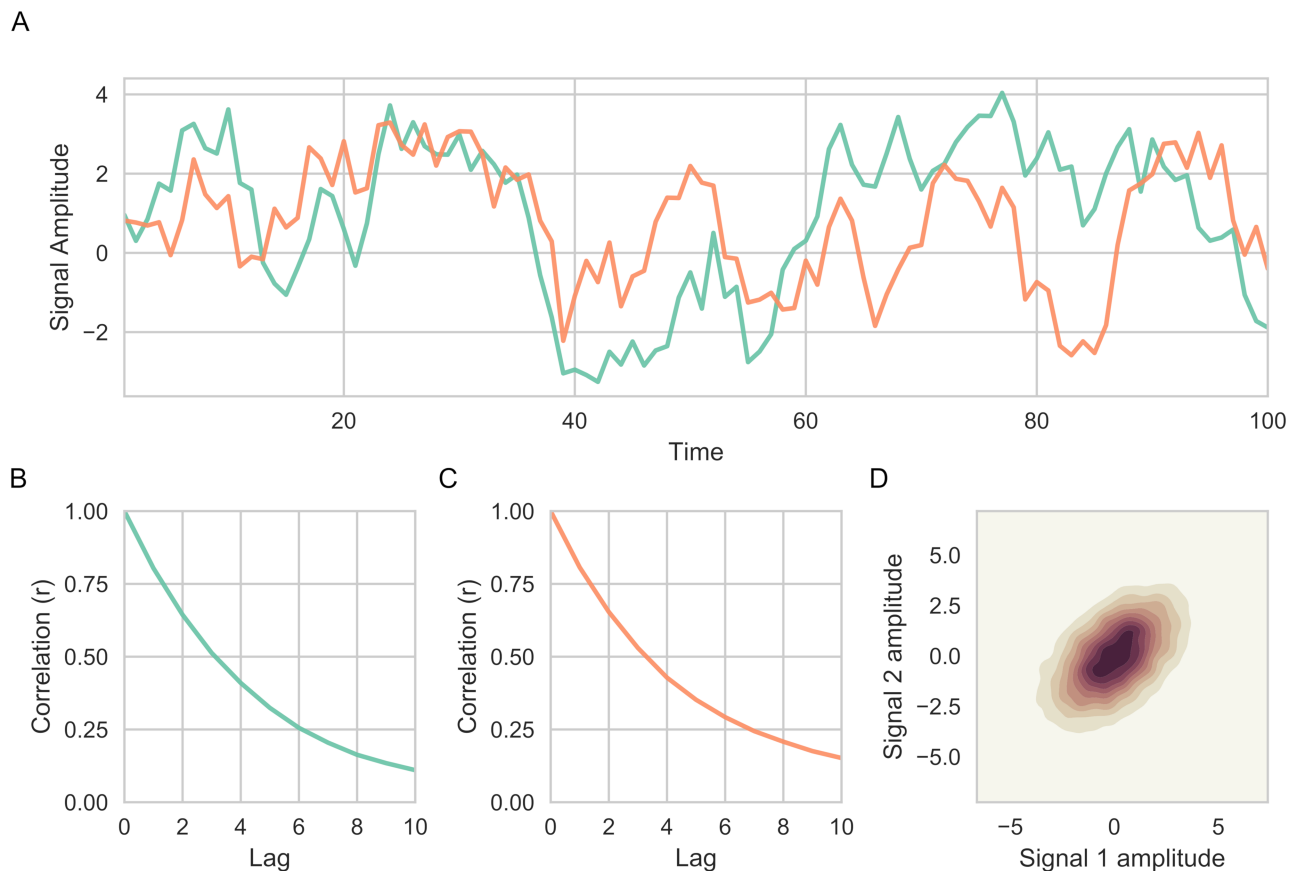 A
Signal Amplitude
4
2
0
−2
20 40 60 80 100
Time
B
Correlation (r)
1.00
0.75
0.50
0.25
0.00
0 2 4 6 8 10
Lag
C
Correlation (r)
1.00
0.75
0.50
0.25
0.00
0 2 4 6 8 10
Lag
D
Signal 2 amplitude
5.0
2.5
0.0
−2.5
−5.0
−5 0 5
Signal 1 amplitude